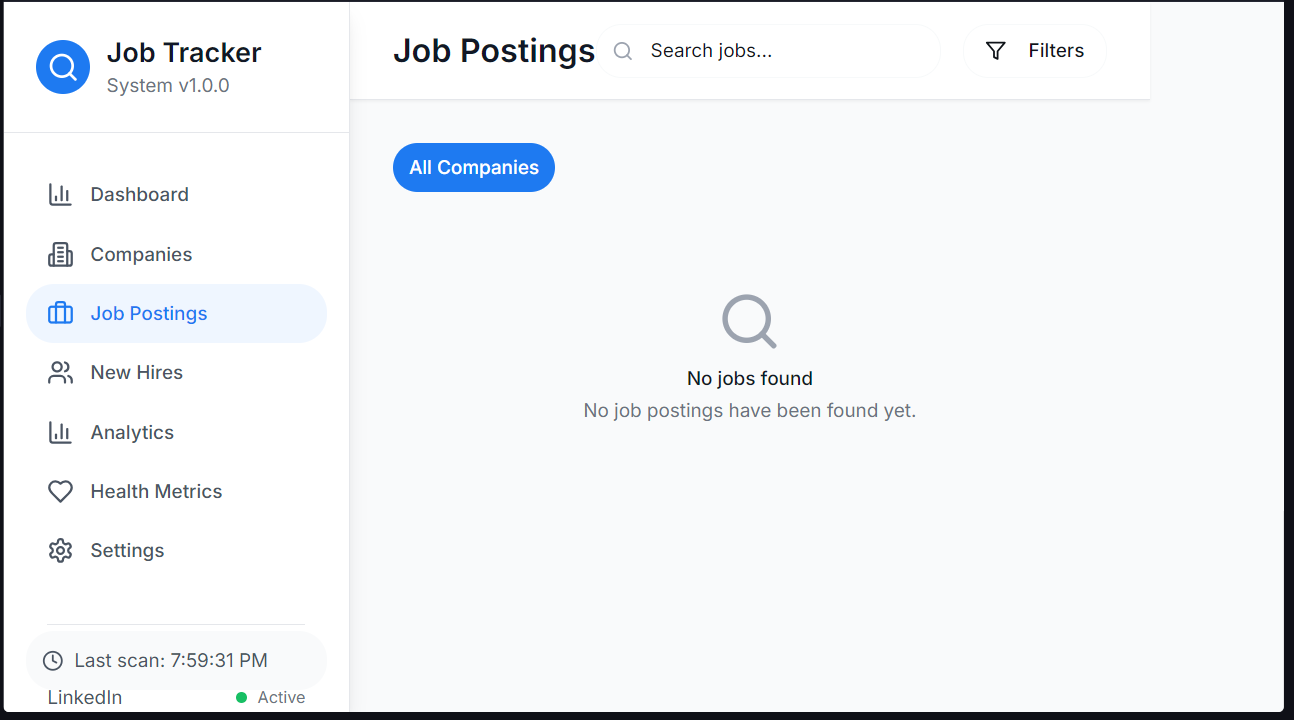 Job Tracker
System v1.0.0
Dashboard
Companies
Job Postings
New Hires
Analytics
Health Metrics
Settings
Last scan: 7:59:31 PM
LinkedIn Active
Job Postings
Search jobs...
Filters
All Companies
No jobs found
No job postings have been found yet.